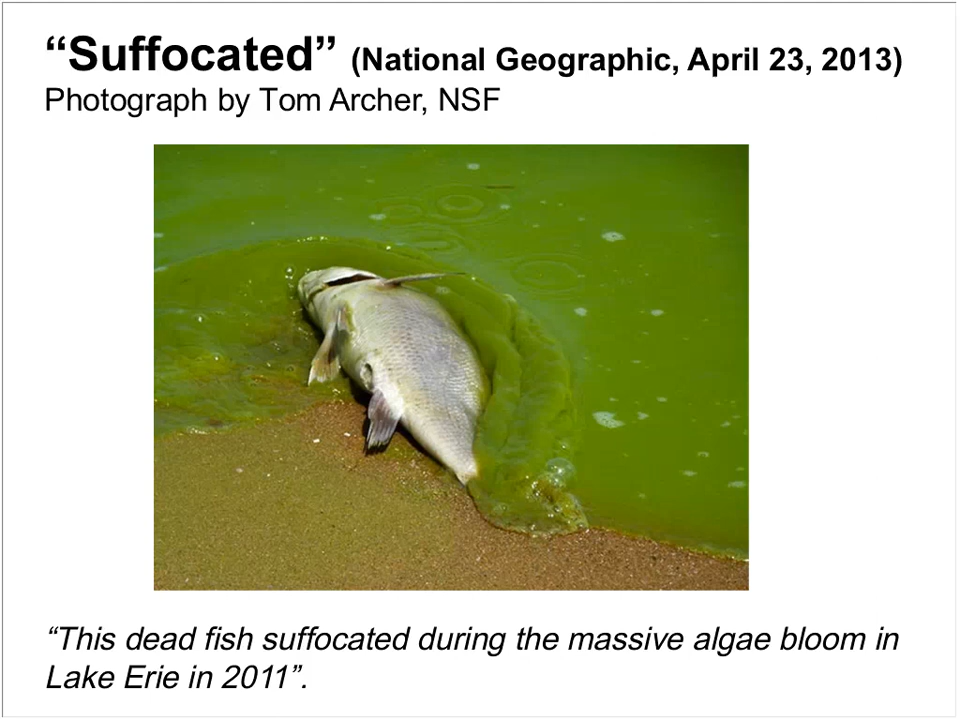 “Suffocated” (National Geographic, April 23, 2013)
Photograph by Tom Archer, NSF
“This dead fish suffocated during the massive algae bloom in
Lake Erie in 2011”.